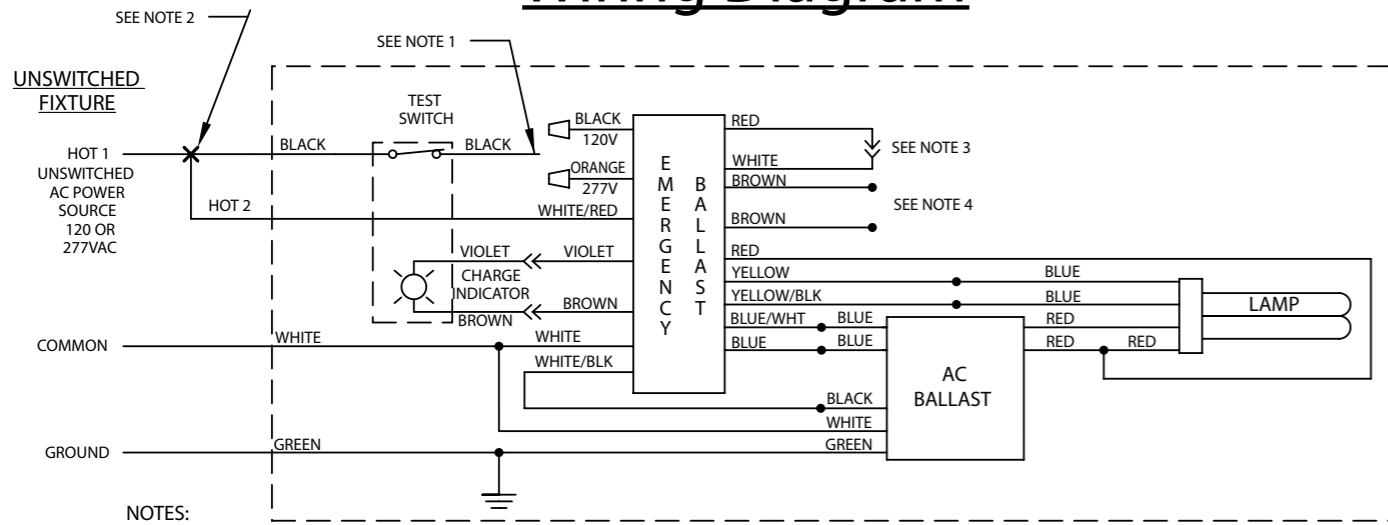 Wiring Diagram
SEE NOTE 2
SEE NOTE 1
UNSWITCHED
FIXTURE
TEST
SWITCH
HOT 1
UNSWITCHED
AC POWER
SOURCE
120 OR
277VAC
BLACK
BLACK
HOT 2
BLACK
120V
ORANGE
277V
WHITE/RED
VIOLET
VIOLET
CHARGE
INDICATOR
BROWN
BROWN
COMMON
WHITE
WHITE
WHITE/BLK
GROUND
GREEN
EMERGENCY
BALLAST
RED
WHITE
SEE NOTE 3
BROWN
BROWN
SEE NOTE 4
RED
YELLOW
BLUE
YELLOW/BLK
BLUE
BLUE/WHT
BLUE
BLUE
BLUE
BLACK
WHITE
GREEN
AC
BALLAST
RED
RED
RED
LAMP
NOTES: